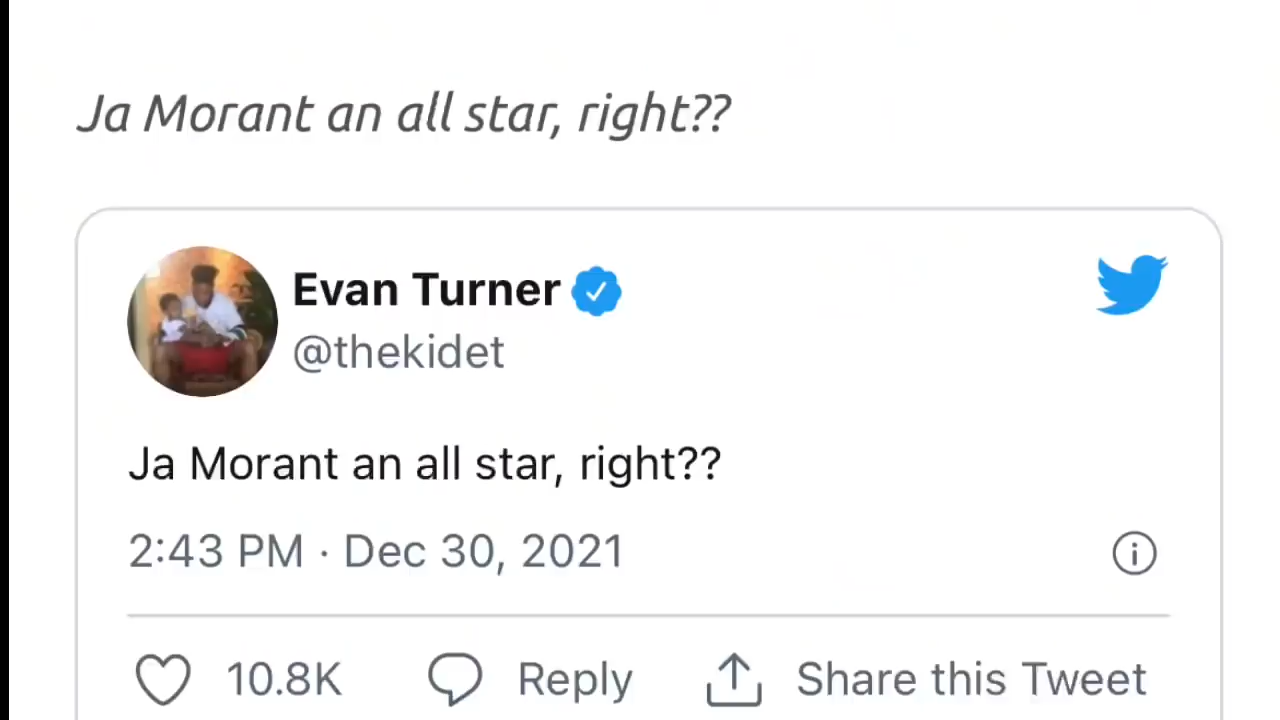 Ja Morant an all star, right??
Evan Turner
@thekidet
Ja Morant an all star, right??
2:43 PM · Dec 30, 2021
10.8K Reply Share this Tweet